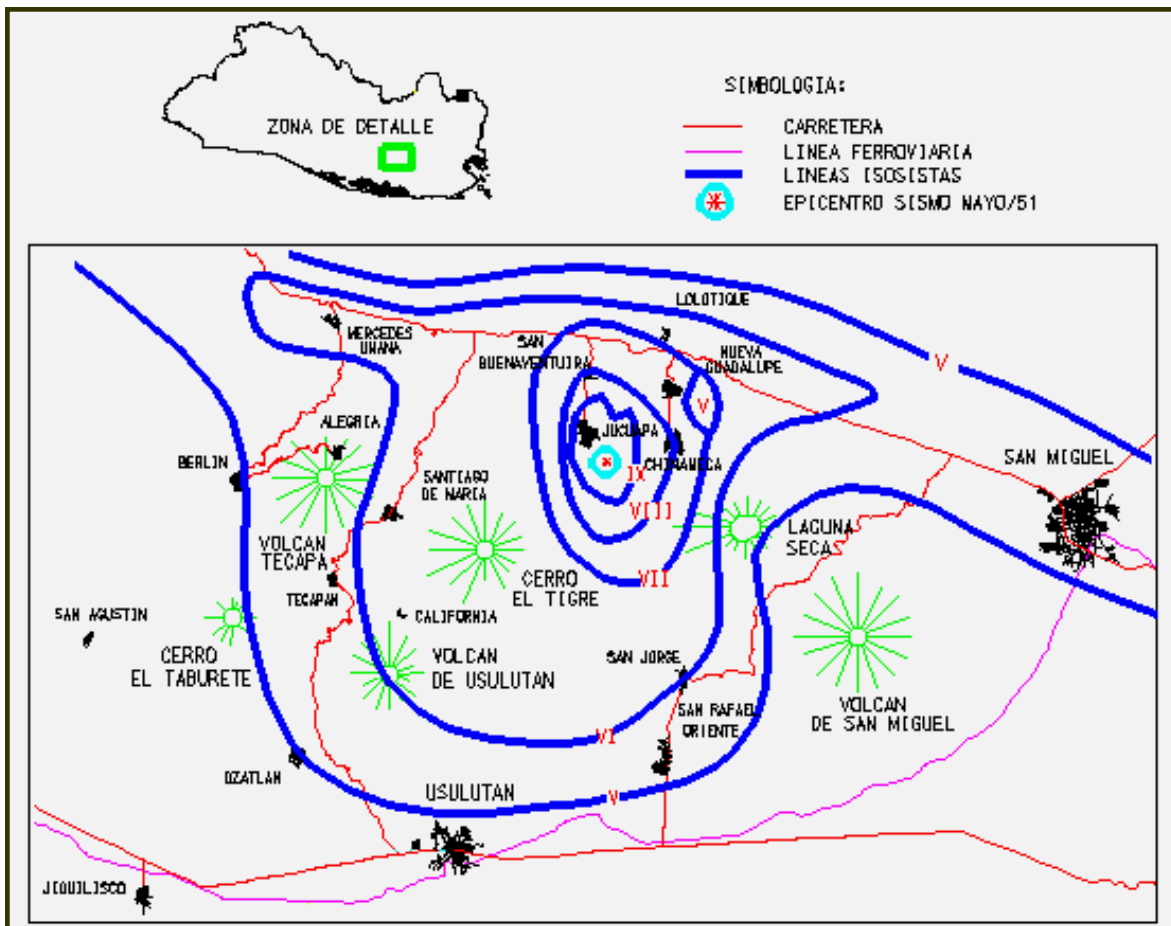 SIMBOLOGIA:
ZONA DE DETALLE
CARRETERA
LINEA FERROVIARIA
LINEAS ISOSISTAS
EPICENTRO SISMO MAYO/51
LOLOTIQUE
MERCEDES
UMANA
SAN
BUENAVENTUIRA
NUEVA
GUADALUPE
V
V
ALEGRIA
JUCUAPA
BERLIN
CHINAMECA
SAN MIGUEL
SANTIAGO
DE MARIA
IX
VIII
VOLCAN
TECAPA
LAGUNA
SECAS
VII
CERRO
EL TIGRE
TECAPAN
SAN AGUSTIN
CALIFORNIA
CERRO
EL TABURETE
VOLCAN
DE USULUTAN
SAN JORGE
SAN RAFAEL
ORIENTE
VOLCAN
DE SAN MIGUEL
VI
OZATLAN
USULUTAN
V
JIQUILISCO